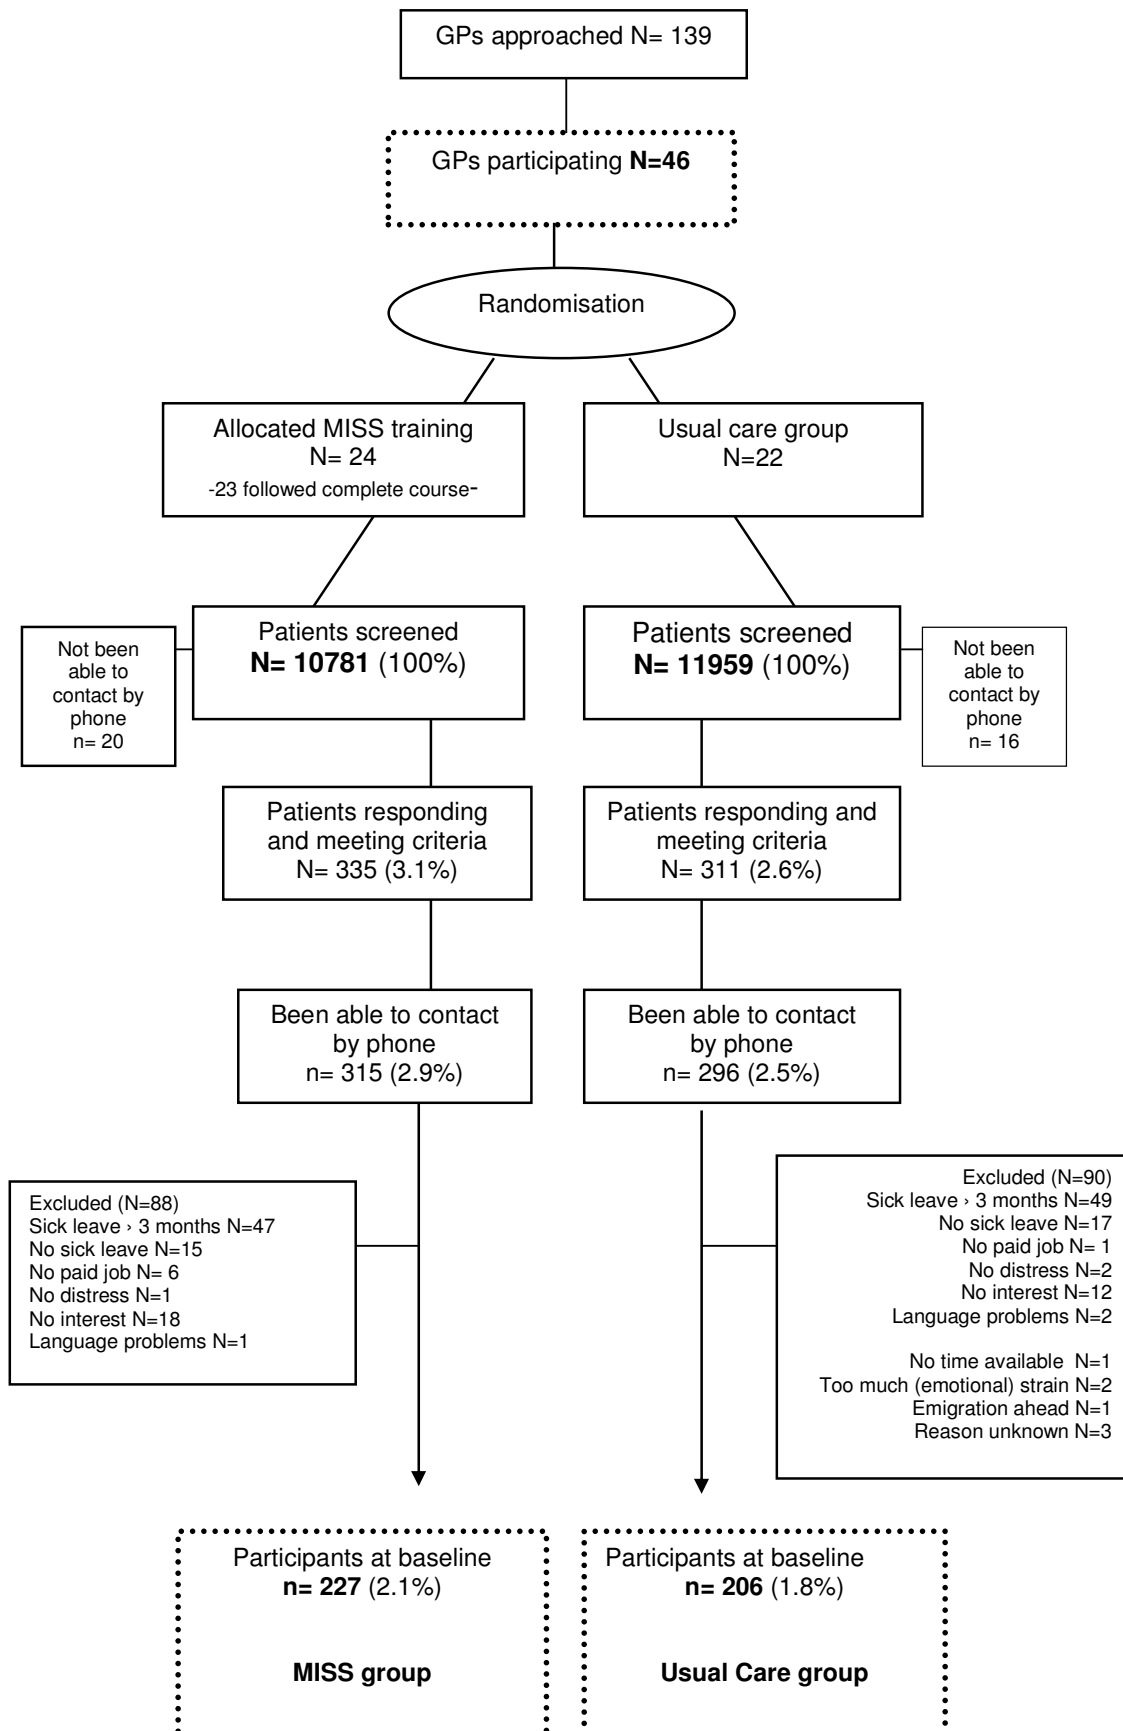 GPs approached N= 139
GPs participating N=46
Randomisation
Allocated MISS training
N= 24
-23 followed complete course-
Usual care group
N=22
Not been
able to
contact by
phone
n= 20
Patients screened
N= 10781 (100%)
Patients screened
N= 11959 (100%)
Not been
able to
contact by
phone
n= 16
Patients responding
and meeting criteria
N= 335 (3.1%)
Patients responding and
meeting criteria
N= 311 (2.6%)
Been able to contact
by phone
n= 315 (2.9%)
Been able to contact
by phone
n= 296 (2.5%)
Excluded (N=88)
Sick leave › 3 months N=47
No sick leave N=15
No paid job N= 6
No distress N=1
No interest N=18
Language problems N=1
Excluded (N=90)
Sick leave › 3 months N=49
No sick leave N=17
No paid job N= 1
No distress N=2
No interest N=12
Language problems N=2
No time available N=1
Too much (emotional) strain N=2
Emigration ahead N=1
Reason unknown N=3
Participants at baseline
n= 227 (2.1%)
MISS group
Participants at baseline
n= 206 (1.8%)
Usual Care group